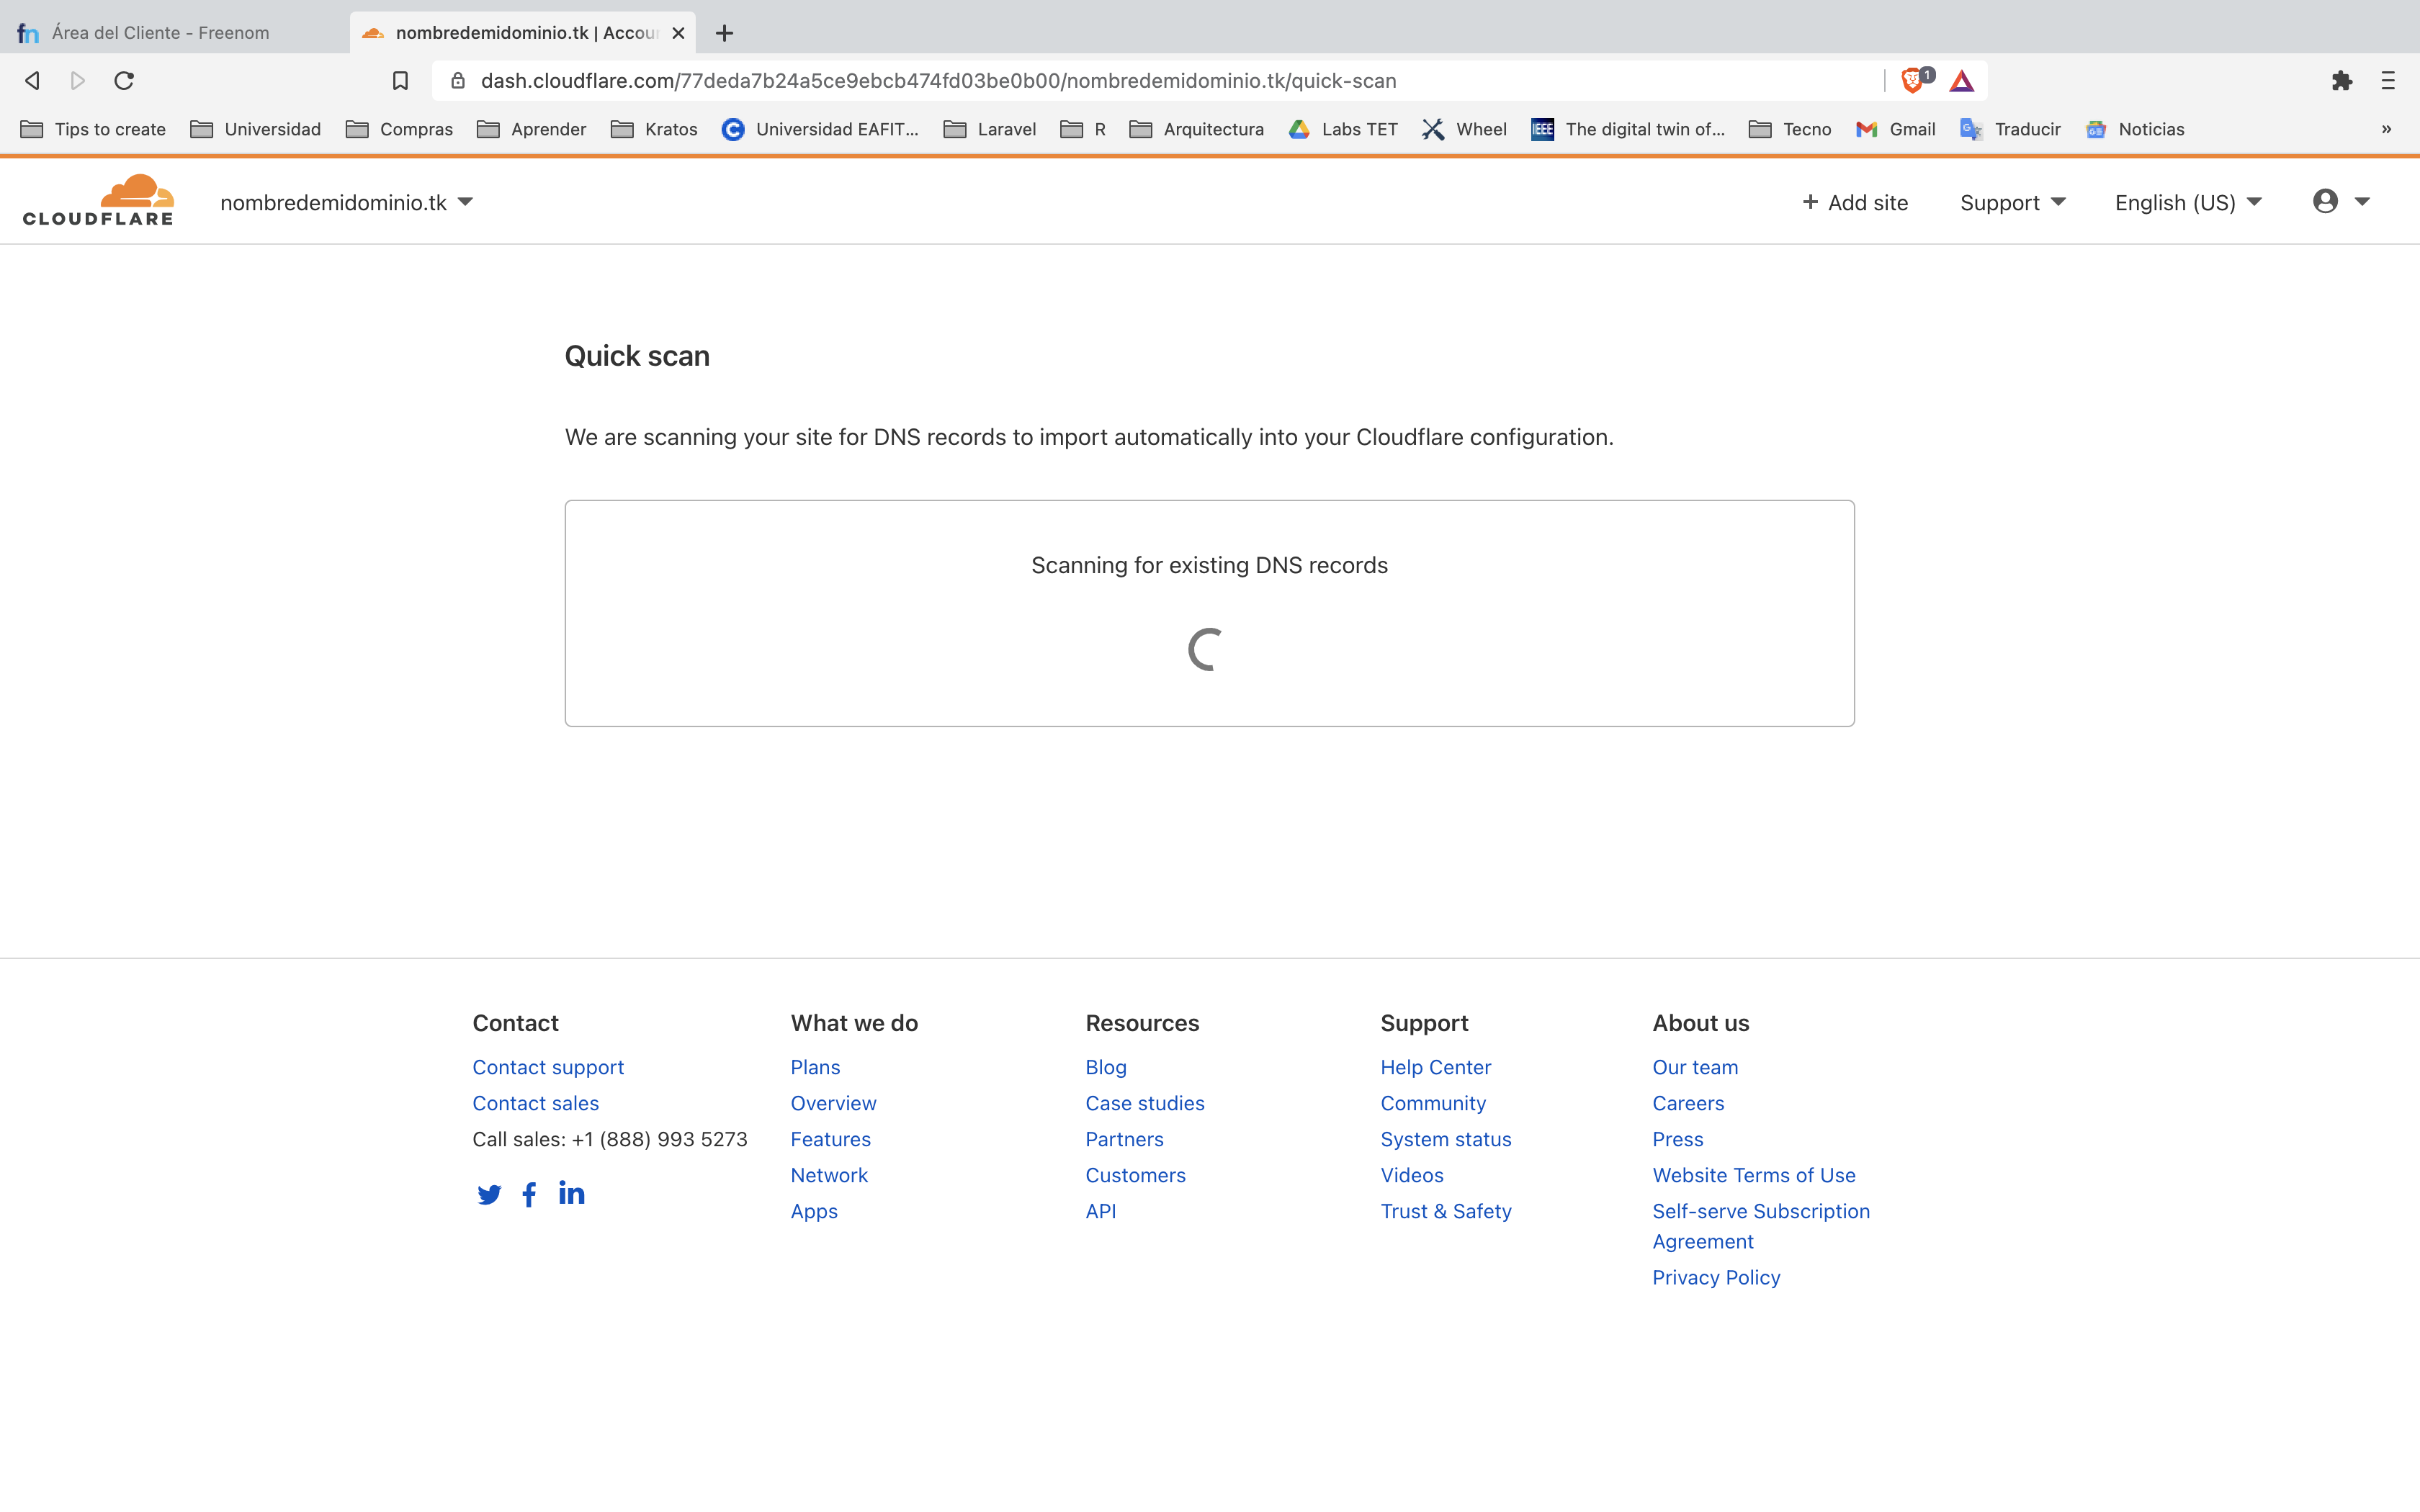 Área del Cliente - Freenom
nombredemidominio.tk | Accou
dash.cloudflare.com/77deda7b24a5ce9ebcb474fd03be0b00/nombredemidominio.tk/quick-scan
1
Tips to create Universidad Compras Aprender Kratos Universidad EAFIT... Laravel R Arquitectura Labs TET Wheel IEEE The digital twin of... Tecno Gmail Traducir Noticias »
CLOUDFLARE
nombredemidominio.tk
+ Add site Support English (US)
Quick scan
We are scanning your site for DNS records to import automatically into your Cloudflare configuration.
Scanning for existing DNS records
Contact
Contact support
Contact sales
Call sales: +1 (888) 993 5273
What we do
Plans
Overview
Features
Network
Apps
Resources
Blog
Case studies
Partners
Customers
API
Support
Help Center
Community
System status
Videos
Trust & Safety
About us
Our team
Careers
Press
Website Terms of Use
Self-serve Subscription
Agreement
Privacy Policy